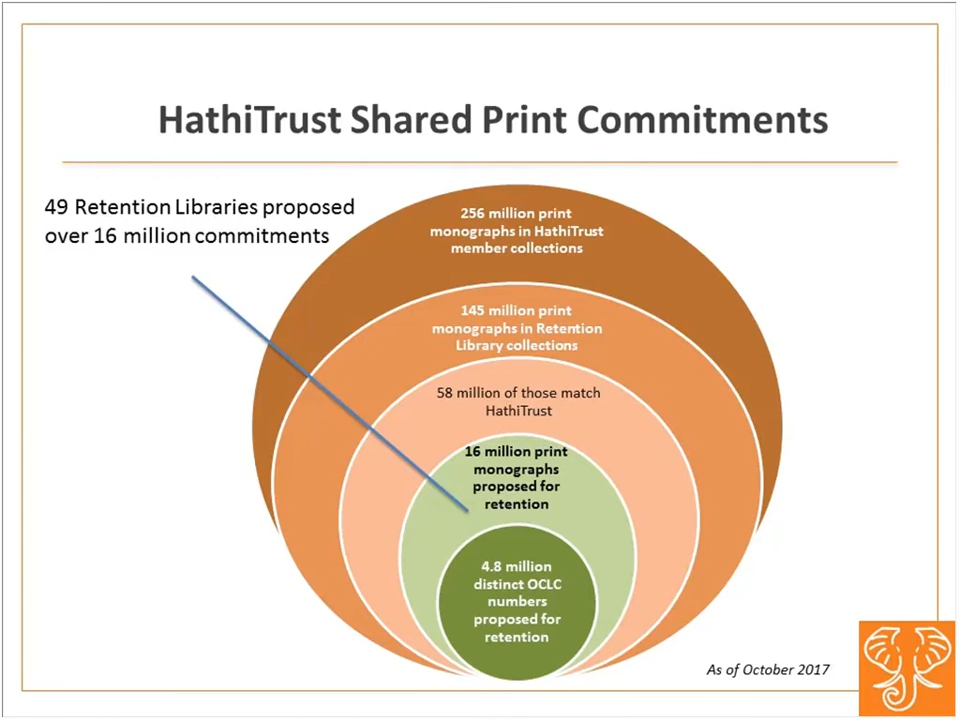 HathiTrust Shared Print Commitments
49 Retention Libraries proposed
over 16 million commitments
256 million print
monographs in HathiTrust
member collections
145 million print
monographs in Retention
Library collections
58 million of those match
HathiTrust
16 million print
monographs
proposed for
retention
4.8 million
distinct OCLC
numbers
proposed for
retention
As of October 2017